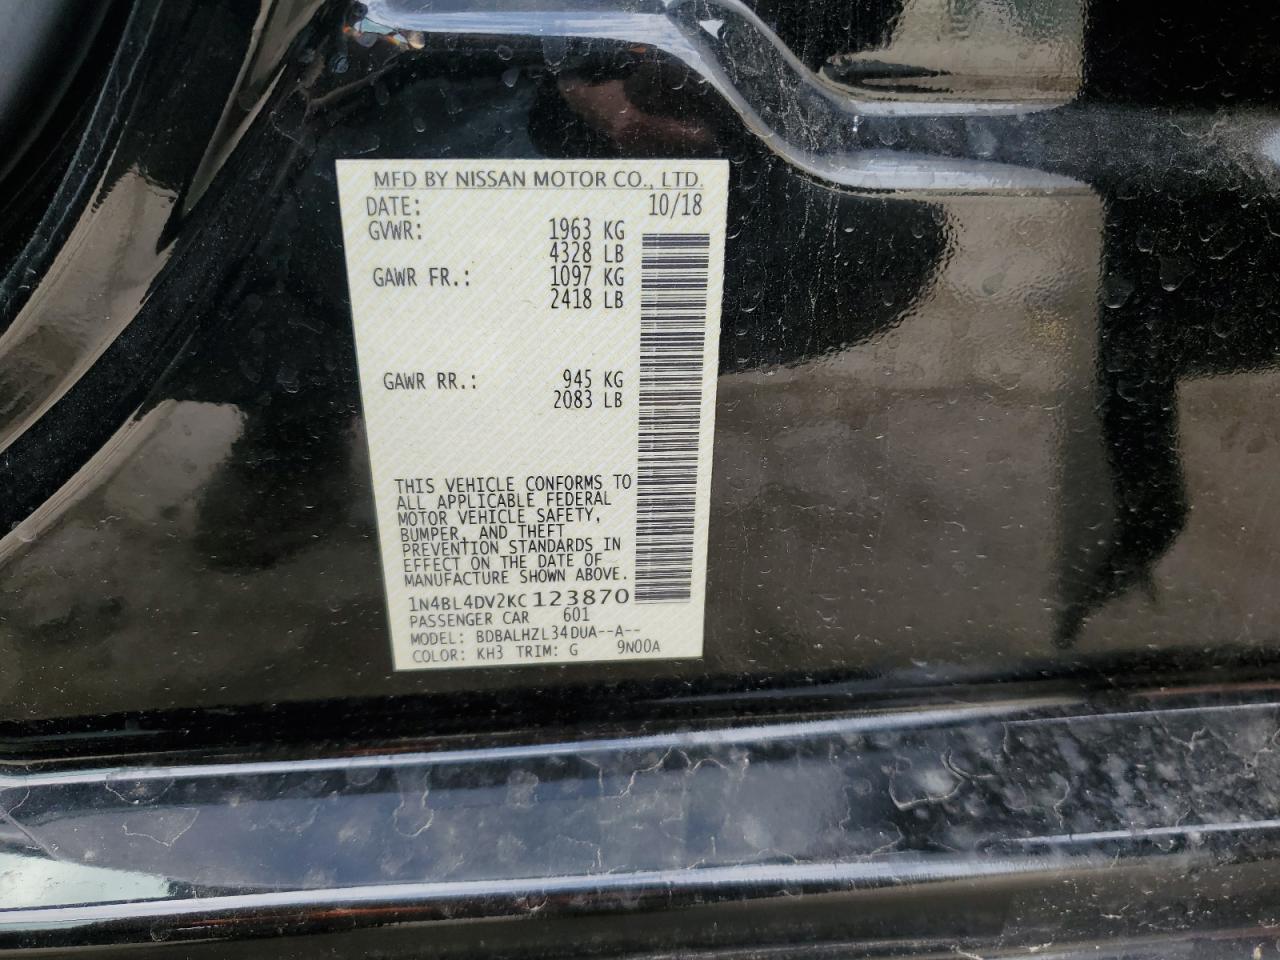 MFD BY NISSAN MOTOR CO., LTD.
DATE: 10/18
GVWR: 1963 KG
4328 LB
GAWR FR.: 1097 KG
2418 LB
GAWR RR.: 945 KG
2083 LB
THIS VEHICLE CONFORMS TO
ALL APPLICABLE FEDERAL
MOTOR VEHICLE SAFETY,
BUMPER, AND THEFT
PREVENTION STANDARDS IN
EFFECT ON THE DATE OF
MANUFACTURE SHOWN ABOVE.
1N4BL4DV2KC123870
PASSENGER CAR 601
MODEL: BDBALHZL34DUA--A--
COLOR: KH3 TRIM: G 9N00A